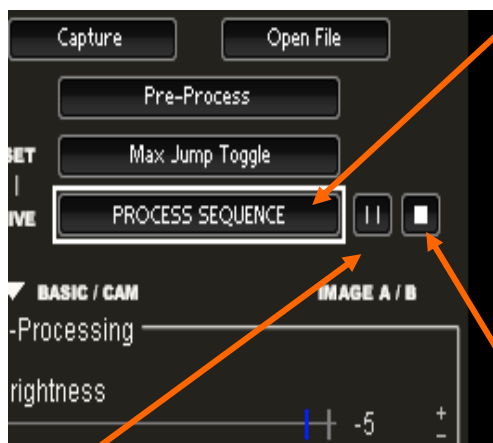 Capture Open File
Pre-Process
SET Max Jump Toggle
IVE PROCESS SEQUENCE
BASIC / CAM IMAGE A / B
-Processing
rightness
-5 + −